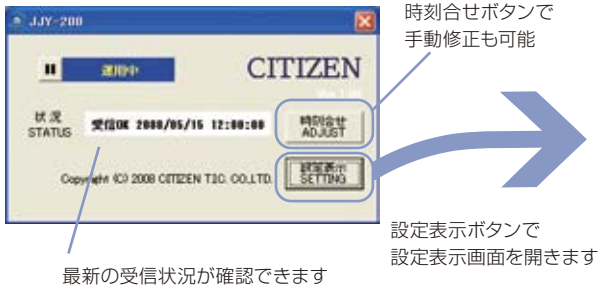 時刻合せボタンで
手動修正も可能
JJY-200
運用中
CITIZEN
状況
STATUS
受信OK 2008/05/15 12:00:00
時刻合せ
ADJUST
設定表示
SETTING
Copyright (C) 2008 CITIZEN TIC. CO.,LTD.
設定表示ボタンで
設定表示画面を開きます
最新の受信状況が確認できます